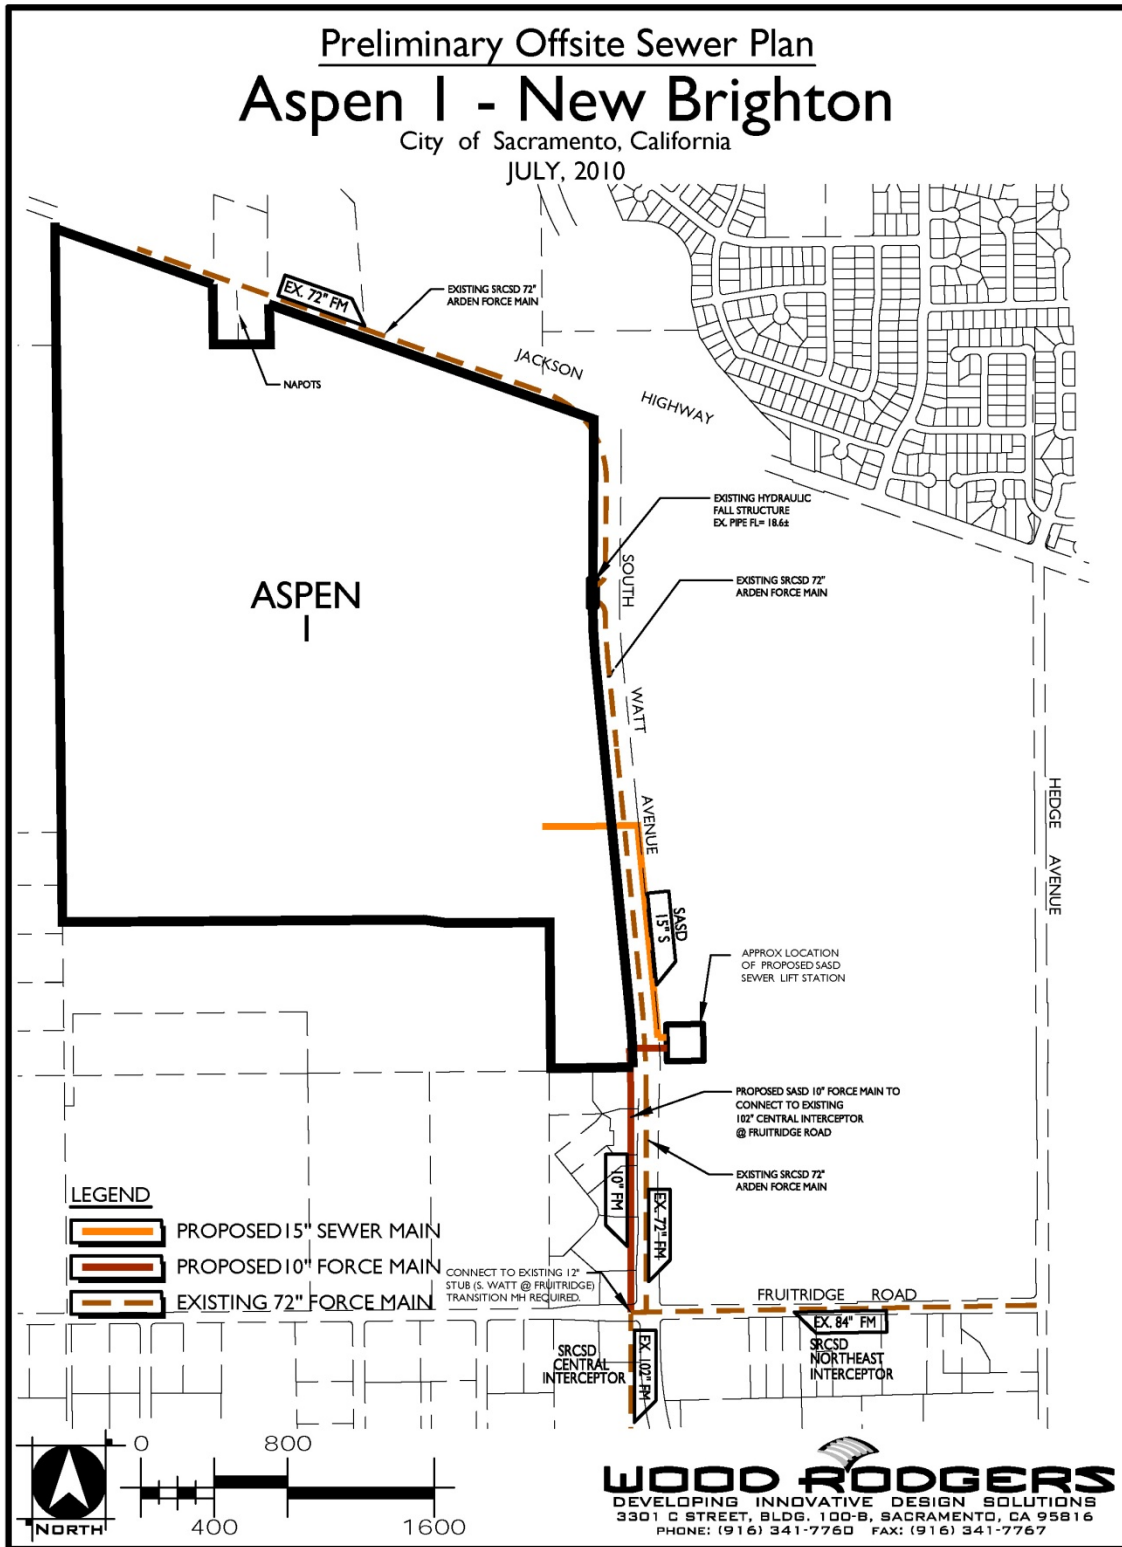 Preliminary Offsite Sewer Plan
Aspen 1 - New Brighton
City of Sacramento, California
JULY, 2010
EX. 72" FM
EXISTING SRCSD 72"
ARDEN FORCE MAIN
NAPOTS
JACKSON
HIGHWAY
EXISTING HYDRAULIC
FALL STRUCTURE
EX. PIPE FL= 18.6±
SOUTH
EXISTING SRCSD 72"
ARDEN FORCE MAIN
ASPEN
1
WATT
AVENUE
HEDGE AVENUE
SASD
15" S
APPROX LOCATION
OF PROPOSED SASD
SEWER LIFT STATION
PROPOSED SASD 10" FORCE MAIN TO
CONNECT TO EXISTING
102" CENTRAL INTERCEPTOR
@ FRUITRIDGE ROAD
EXISTING SRCSD 72"
ARDEN FORCE MAIN
10" FM
EX. 72" FM
LEGEND
PROPOSED 15" SEWER MAIN
PROPOSED 10" FORCE MAIN
EXISTING 72" FORCE MAIN
CONNECT TO EXISTING 12"
STUB (S. WATT @ FRUITRIDGE)
TRANSITION MH REQUIRED.
FRUITRIDGE ROAD
EX. 84" FM
SRCSD
NORTHEAST
INTERCEPTOR
SRCSD
CENTRAL
INTERCEPTOR
EX. 102" FM
NORTH
0 800
400 1600
WOOD RODGERS
DEVELOPING INNOVATIVE DESIGN SOLUTIONS
3301 C STREET, BLDG. 100-B, SACRAMENTO, CA 95816
PHONE: (916) 341-7760 FAX: (916) 341-7767